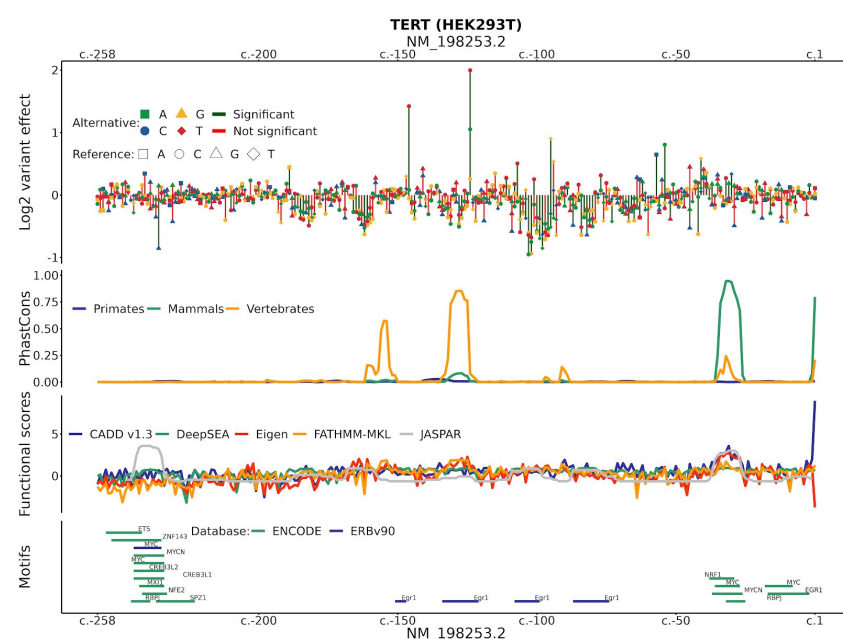 TERT (HEK293T)
NM_198253.2
c.-258 c.-200 c.-150 c.-100 c.-50 c.1
Log2 variant effect
2
1
0
-1
Alternative: A G Significant
C T Not significant
Reference: A C G T
PhastCons
1.00
0.75
0.50
0.25
0.00
Primates Mammals Vertebrates
Functional scores
5
0
CADD v1.3 DeepSEA Eigen FATHMM-MKL JASPAR
Motifs
Database: ENCODE ERBv90
ETS
ZNF143
MYC
MYCN
MYC
CREB3L2
CREB3L1
MXI1
NFE2
RBPJ SPZ1
Egr1 Egr1 Egr1 Egr1
NRF1
MYC MYC
MYCN EGR1
RBPJ
c.-258 c.-200 c.-150 c.-100 c.-50 c.1
NM_198253.2